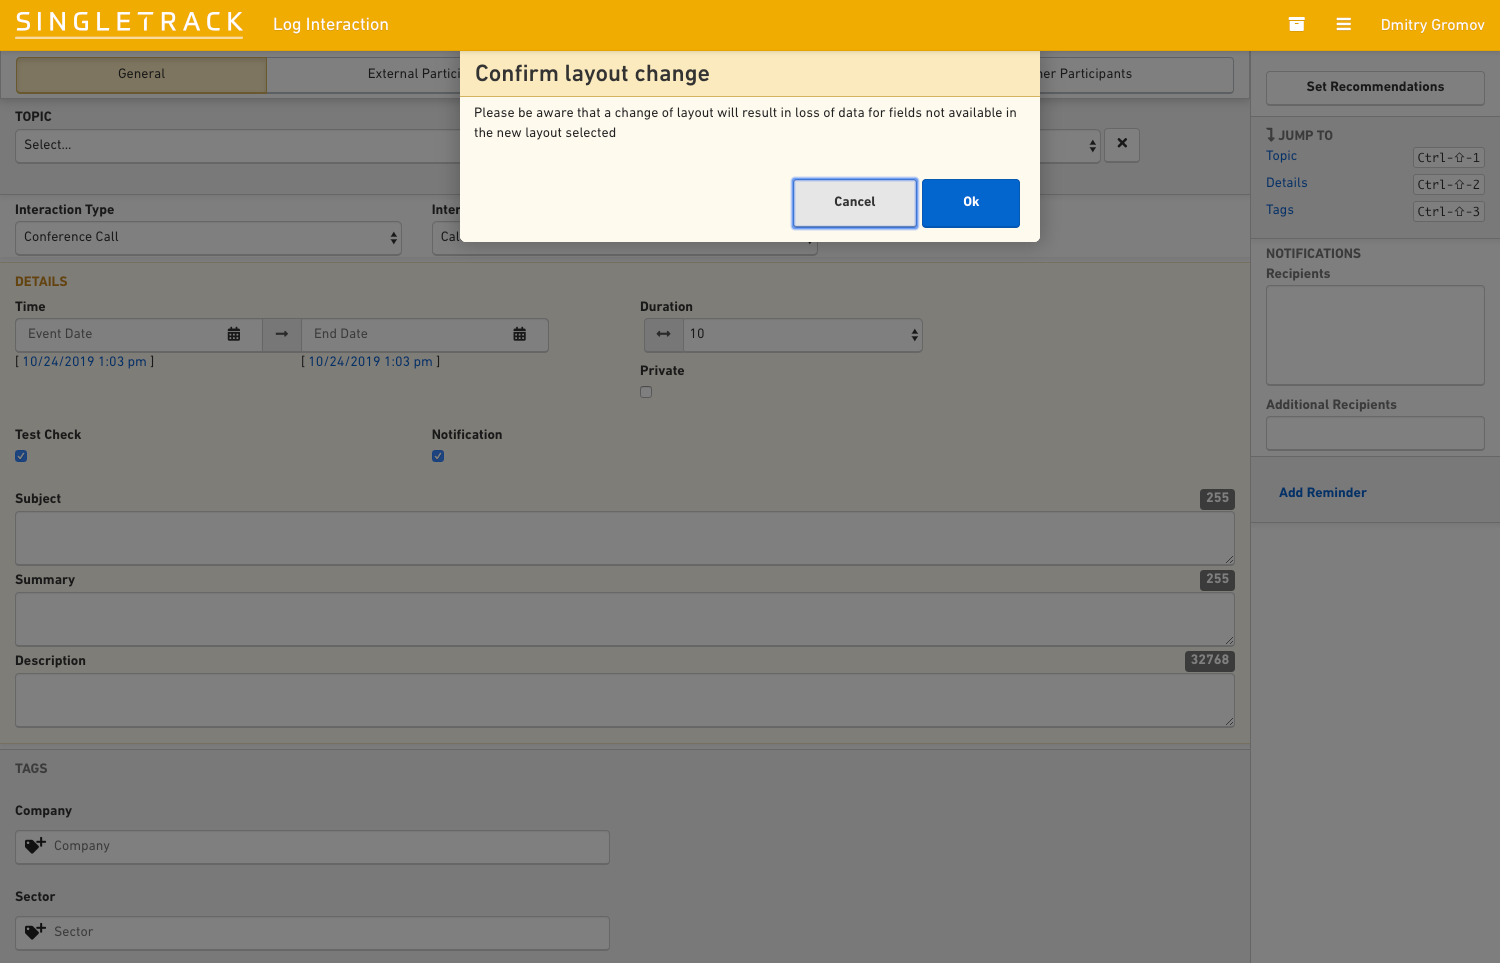 SINGLETRACK
Log Interaction
Dmitry Gromov
General
External Partici
er Participants
Confirm layout change
Please be aware that a change of layout will result in loss of data for fields not available in
the new layout selected
Cancel
Ok
TOPIC
Select...
Interaction Type
Inter
Conference Call
Cal
DETAILS
Time
Duration
Event Date
End Date
10
[ 10/24/2019 1:03 pm ]
[ 10/24/2019 1:03 pm ]
Private
Test Check
Notification
Subject
255
Summary
255
Description
32768
TAGS
Company
Company
Sector
Sector
Set Recommendations
JUMP TO
Topic
Ctrl-⇧-1
Details
Ctrl-⇧-2
Tags
Ctrl-⇧-3
NOTIFICATIONS
Recipients
Additional Recipients
Add Reminder